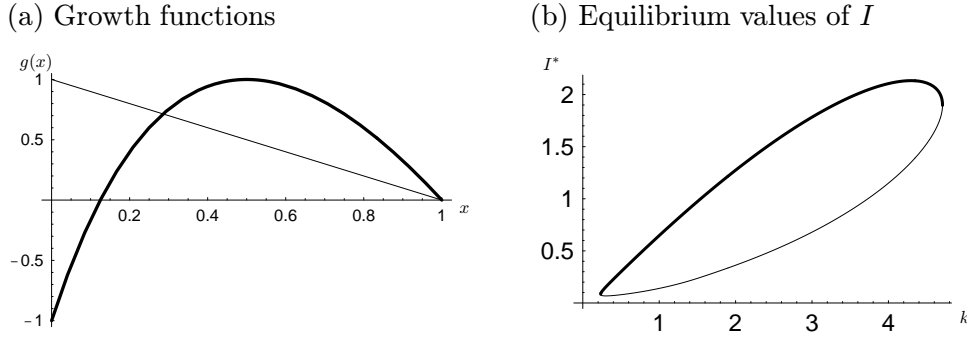 (a) Growth functions
g(x)
1
0.5
−0.5
−1
0.2
0.4
0.6
0.8
1
x
(b) Equilibrium values of I
I*
2
1.5
1
0.5
1
2
3
4
k